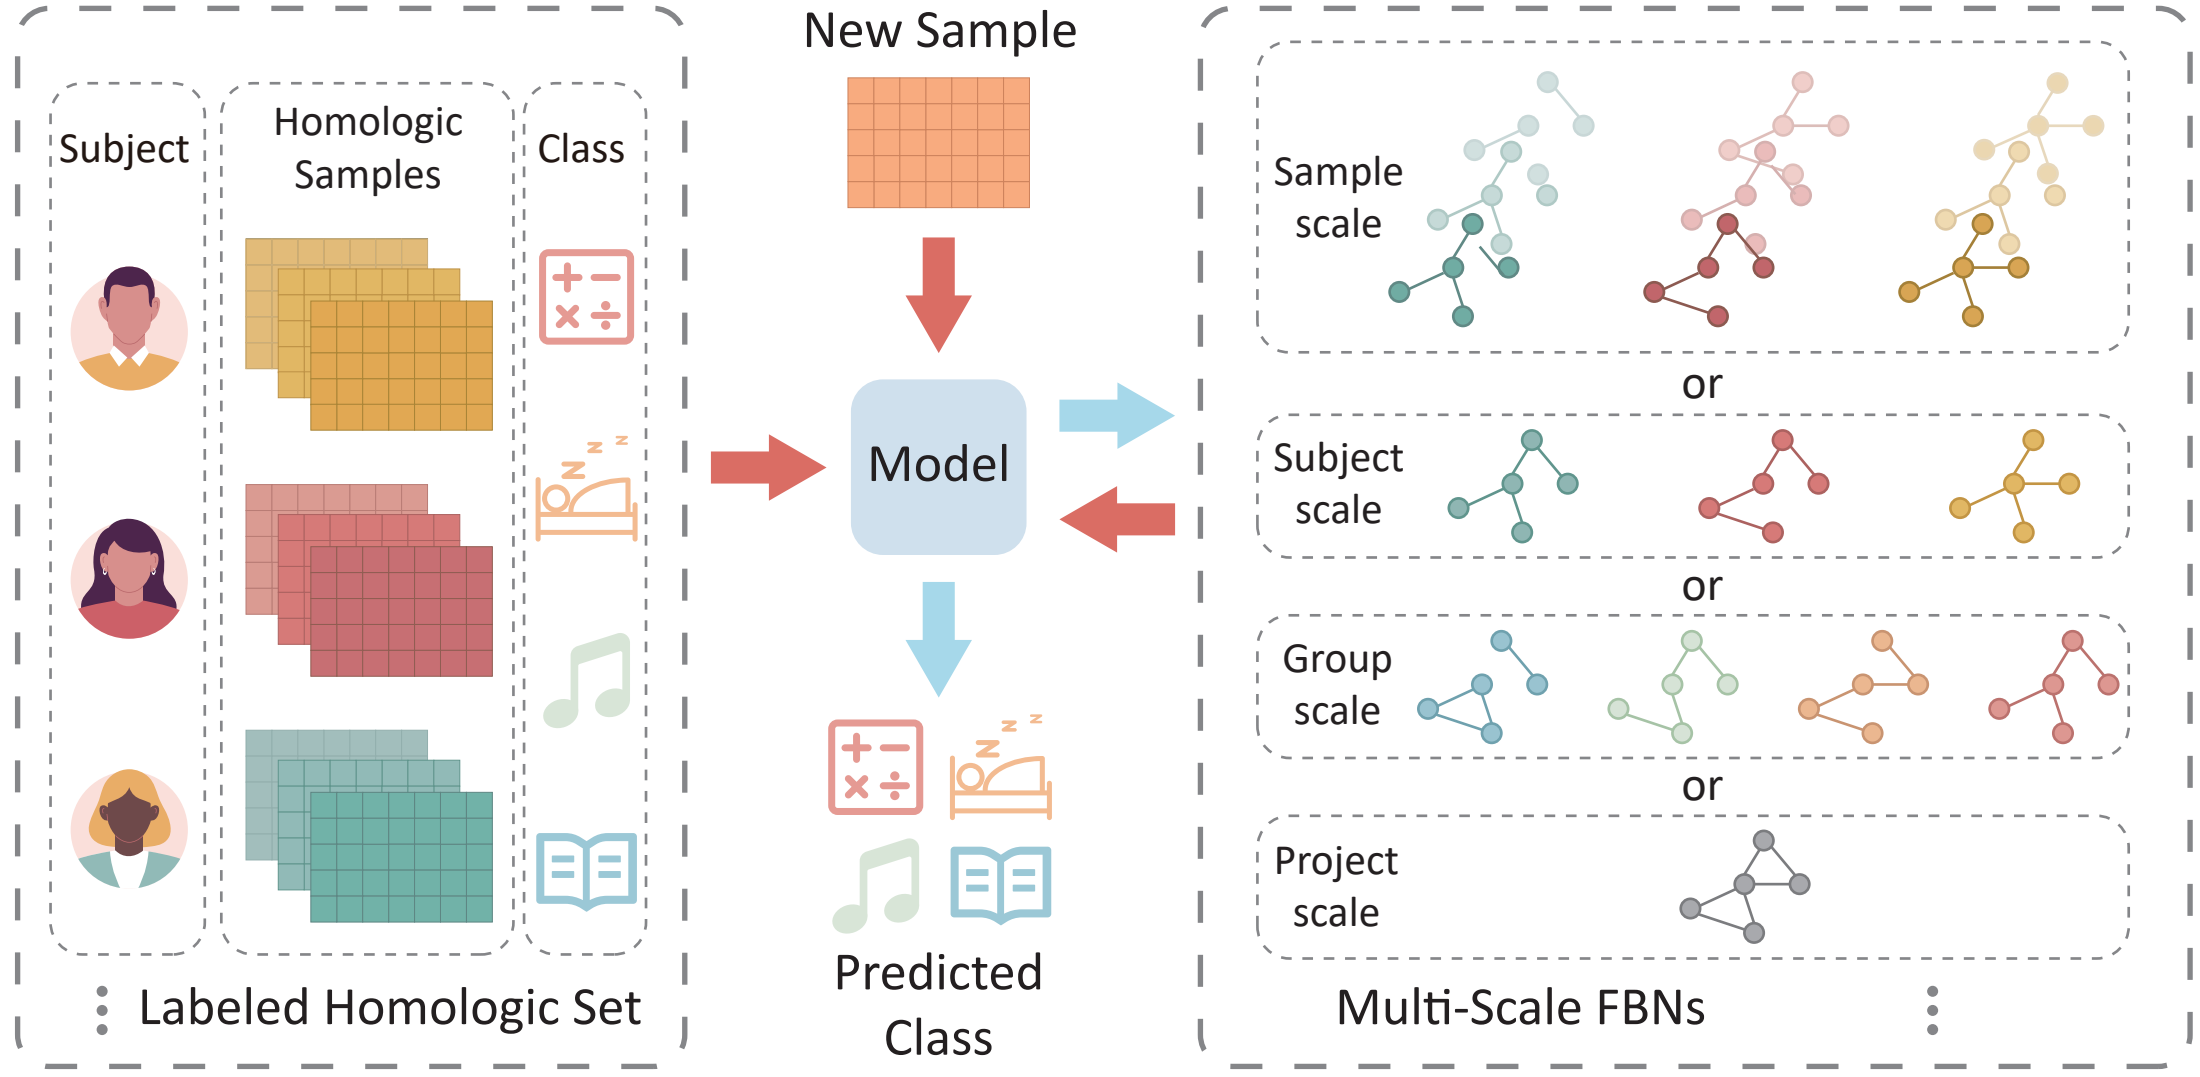 Subject
Homologic
Samples
Class
z
z
z
Labeled Homologic Set
New Sample
Model
z
z
z
Predicted
Class
Sample
scale
or
Subject
scale
or
Group
scale
or
Project
scale
Multi-Scale FBNs